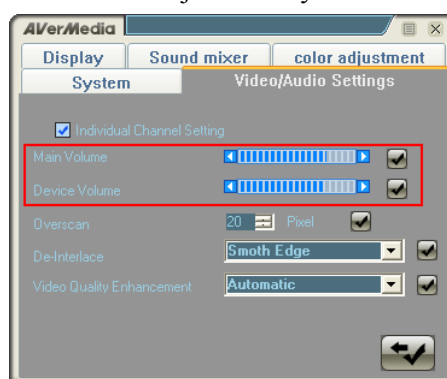 AVerMedia
Display Sound mixer color adjustment
System Video/Audio Settings
Individual Channel Setting
Main Volume
Device Volume
Overscan 20 Pixel
De-Interlace Smoth Edge
Video Quality Enhancement Automatic